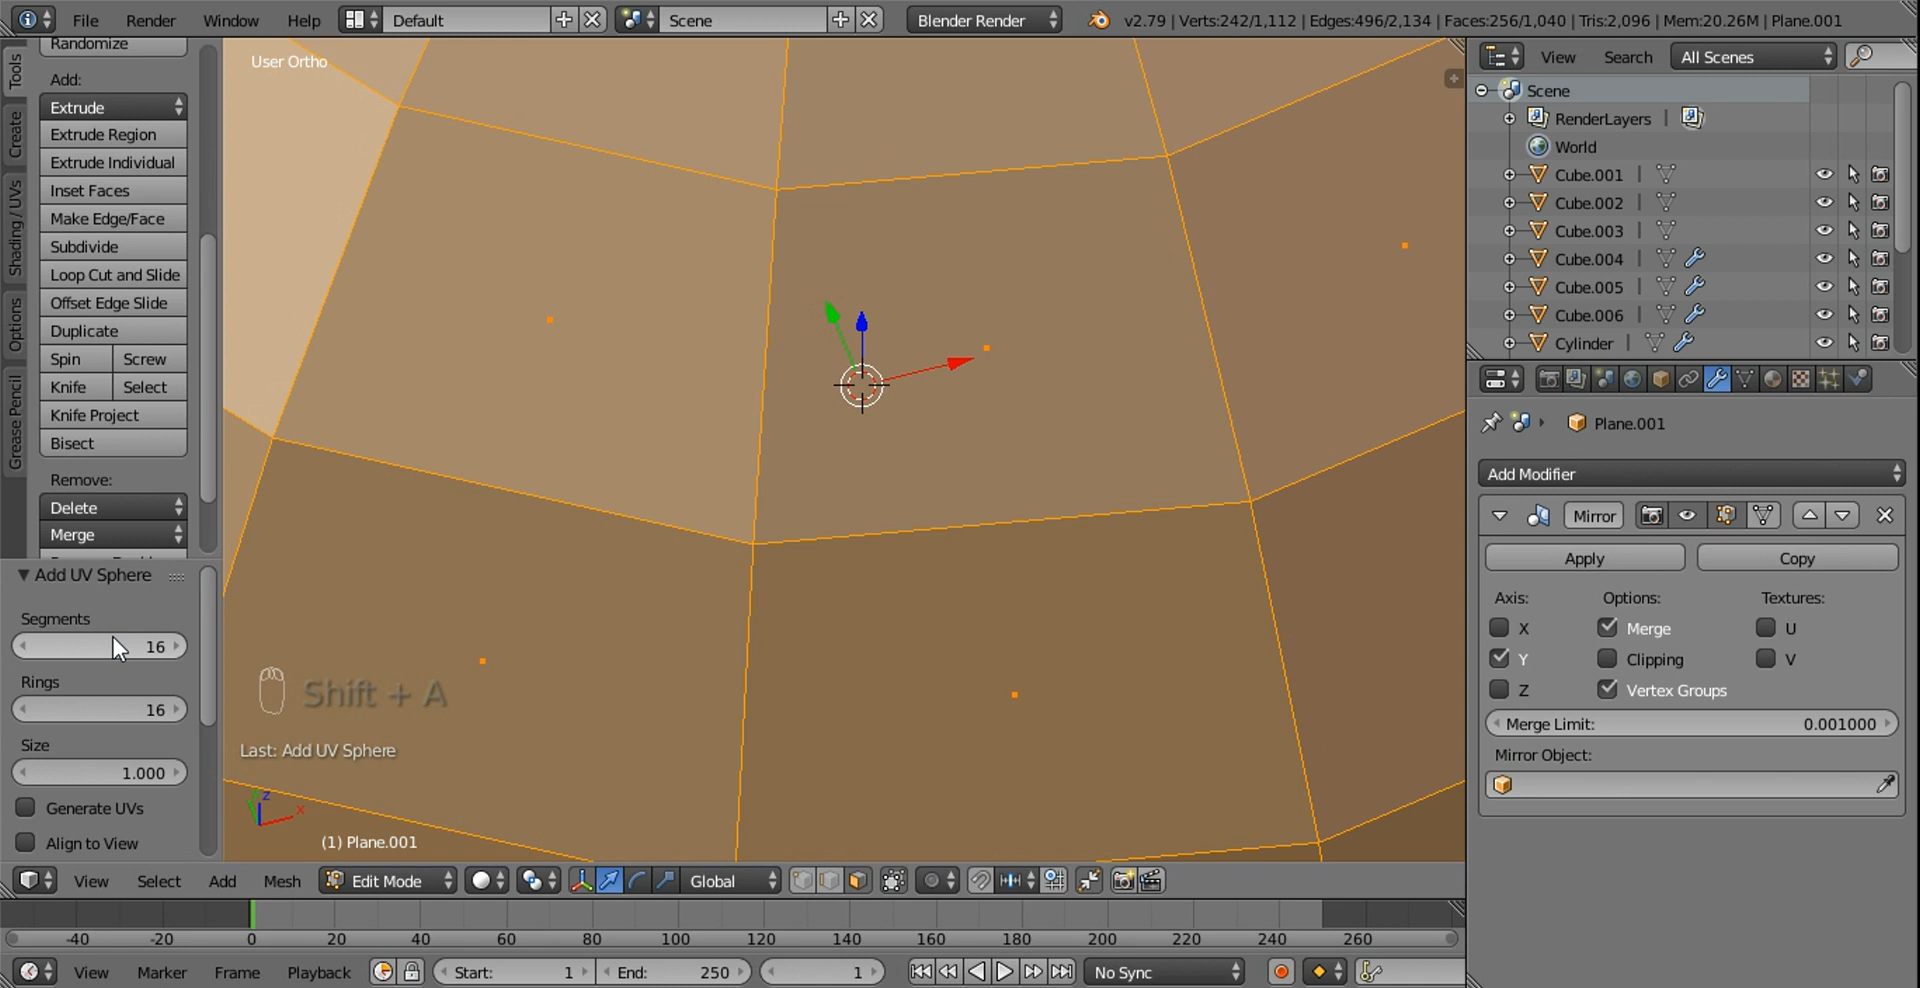 File Render Window Help Default Scene Blender Render v2.79 | Verts:242/1,112 | Edges:496/2,134 | Faces:256/1,040 | Tris:2,096 | Mem:20.26M | Plane.001
Tools
Create
Shading / UVs
Options
Grease Pencil
Randomize
Add:
Extrude
Extrude Region
Extrude Individual
Inset Faces
Make Edge/Face
Subdivide
Loop Cut and Slide
Offset Edge Slide
Duplicate
Spin Screw
Knife Select
Knife Project
Bisect
Remove:
Delete
Merge
Add UV Sphere
Segments
16
Rings
16
Size
1.000
Generate UVs
Align to View
User Ortho
Shift + A
Last: Add UV Sphere
z
x
(1) Plane.001
View Select Add Mesh Edit Mode Global
-40 -20 0 20 40 60 80 100 120 140 160 180 200 220 240 260
View Marker Frame Playback Start: 1 End: 250 1 No Sync
View Search All Scenes
Scene
RenderLayers |
World
Cube.001 |
Cube.002 |
Cube.003 |
Cube.004 |
Cube.005 |
Cube.006 |
Cylinder |
Plane.001
Add Modifier
Mirror
Apply Copy
Axis: Options: Textures:
X Merge U
Y Clipping V
Z Vertex Groups
Merge Limit: 0.001000
Mirror Object: